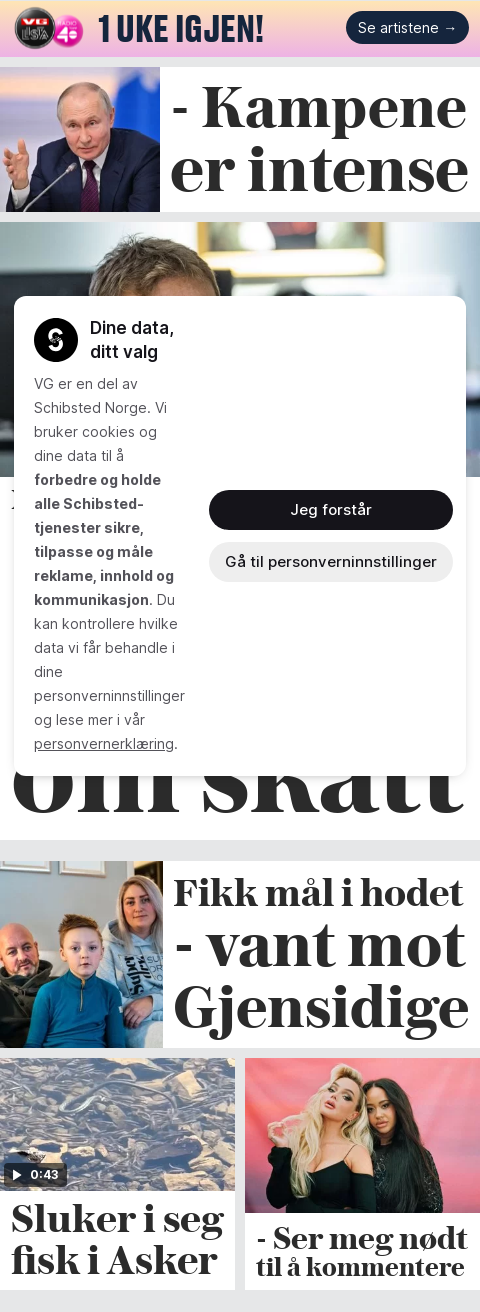 VG
RÅDIO
45
1 UKE IGJEN!
Se artistene →
- Kampene
er intense
Dine data,
ditt valg
VG er en del av
Schibsted Norge. Vi
bruker cookies og
dine data til å
forbedre og holde
alle Schibsted-
tjenester sikre,
tilpasse og måle
reklame, innhold og
kommunikasjon. Du
kan kontrollere hvilke
data vi får behandle i
dine
personverninnstillinger
og lese mer i vår
personvernerklæring.
Jeg forstår
Gå til personverninnstillinger
om skatt
Fikk mål i hodet
- vant mot
Gjensidige
0:43
Sluker i seg
fisk i Asker
- Ser meg nødt
til å kommentere